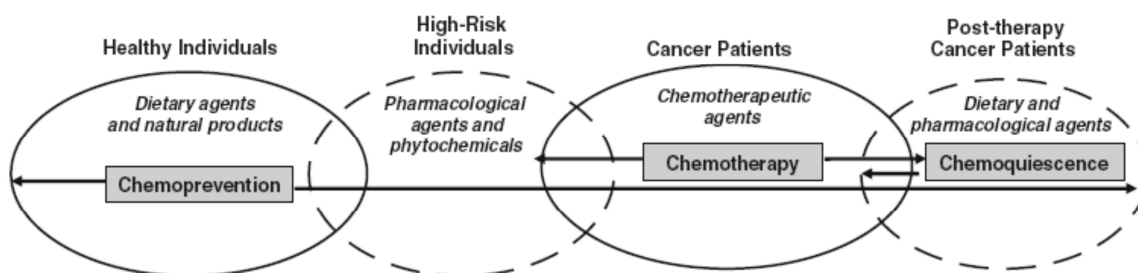 Healthy Individuals
High-Risk
Individuals
Cancer Patients
Post-therapy
Cancer Patients
Dietary agents
and natural products
Pharmacological
agents and
phytochemicals
Chemotherapeutic
agents
Dietary and
pharmacological agents
Chemoprevention
Chemotherapy
Chemoquiescence